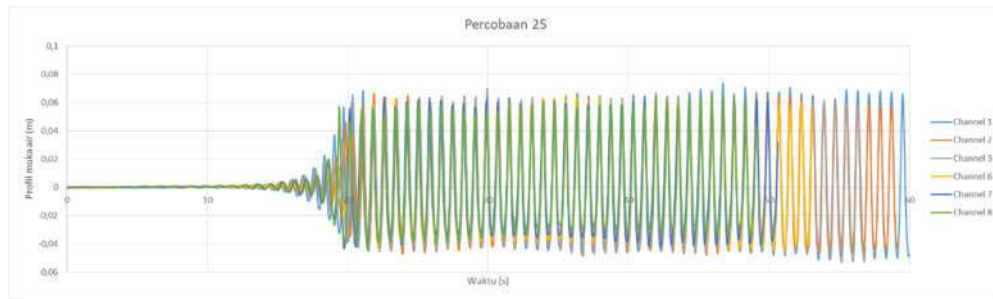 Percobaan 25
Profil muka air (m)
0,1
0,08
0,06
0,04
0,02
0
-0,02
-0,04
-0,06
0
10
60
Waktu (s)
Channel 1
Channel 2
Channel 3
Channel 6
Channel 7
Channel 8